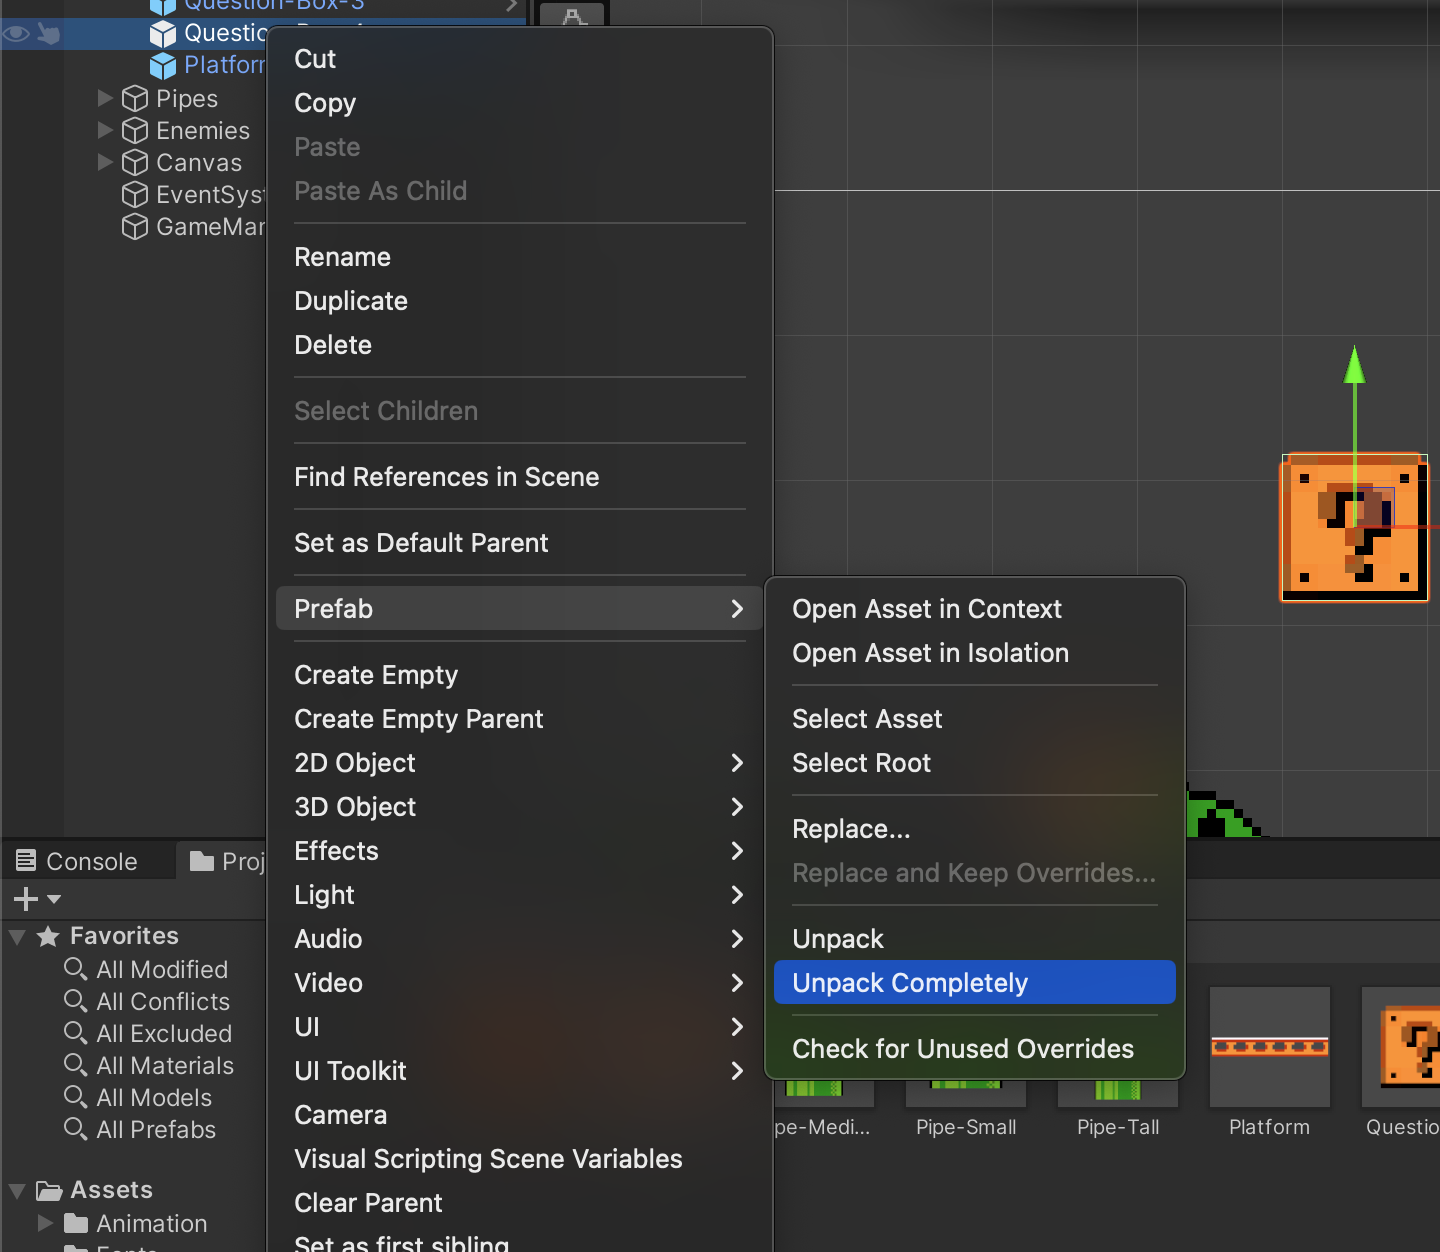 Question-Box-3
Questio
Platfor
Pipes
Enemies
Canvas
EventSyst
GameMan
Cut
Copy
Paste
Paste As Child
Rename
Duplicate
Delete
Select Children
Find References in Scene
Set as Default Parent
Prefab
Create Empty
Create Empty Parent
2D Object
3D Object
Effects
Light
Audio
Video
UI
UI Toolkit
Camera
Visual Scripting Scene Variables
Clear Parent
Set as first sibling
Open Asset in Context
Open Asset in Isolation
Select Asset
Select Root
Replace...
Replace and Keep Overrides...
Unpack
Unpack Completely
Check for Unused Overrides
Console
Proj
Favorites
All Modified
All Conflicts
All Excluded
All Materials
All Models
All Prefabs
Assets
Animation
Fonts
pe-Medi...
Pipe-Small
Pipe-Tall
Platform
Questio